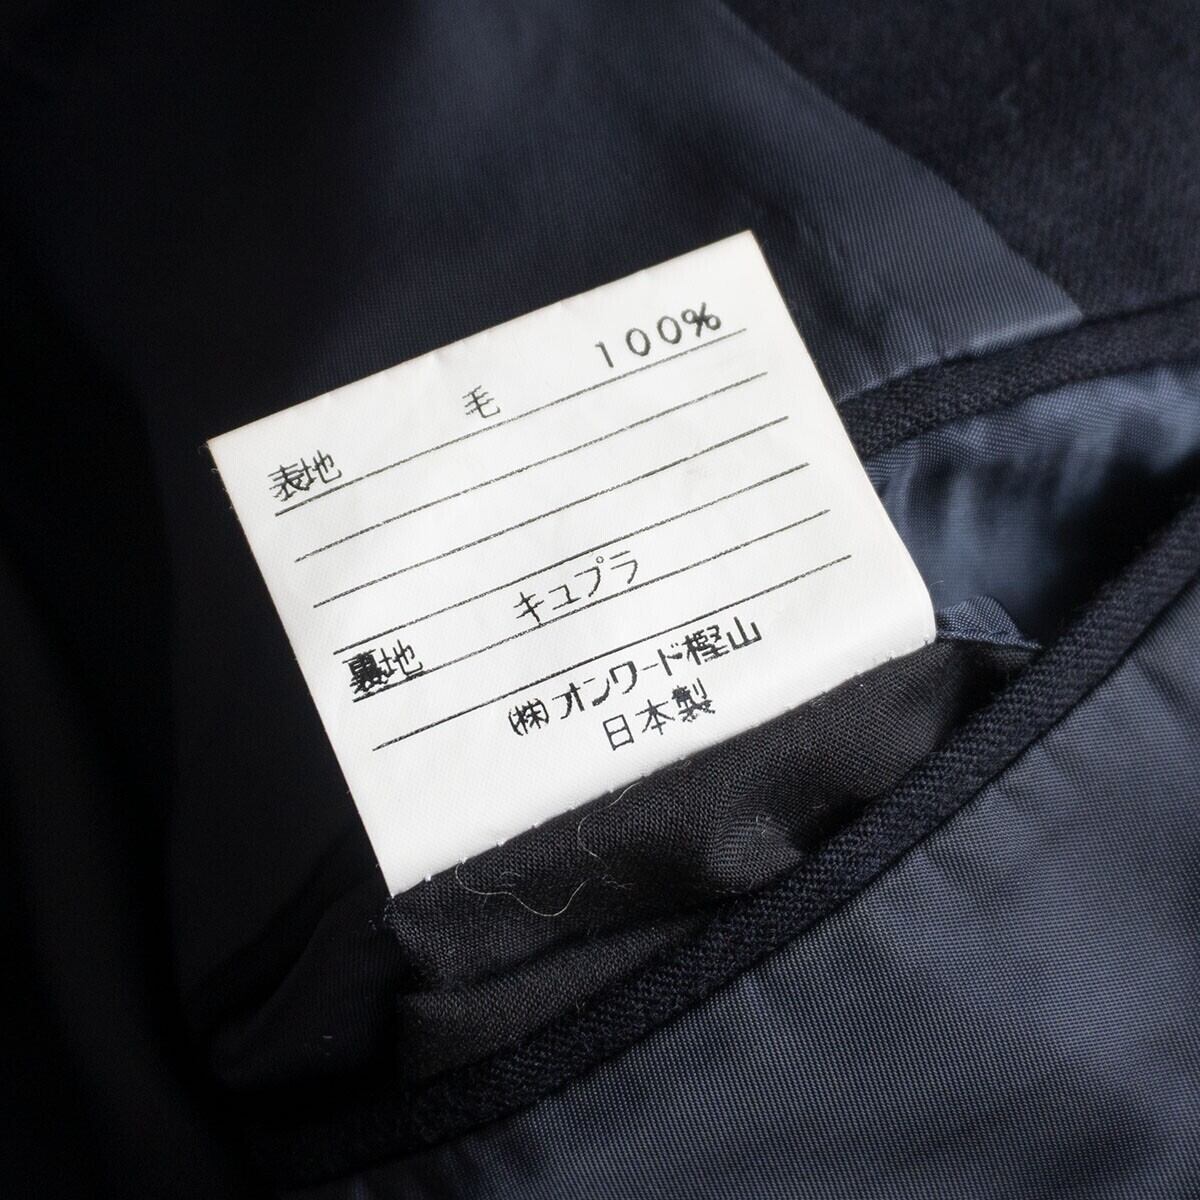 表地 毛 100%
裏地 キュプラ
(株)オンワード樫山
日本製